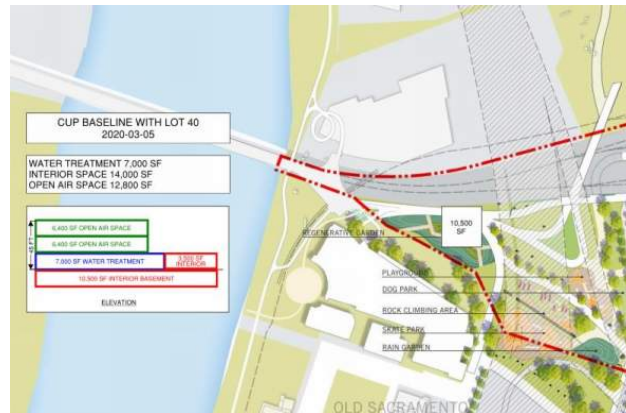 CUP BASELINE WITH LOT 40
2020-03-05
WATER TREATMENT 7,000 SF
INTERIOR SPACE 14,000 SF
OPEN AIR SPACE 12,800 SF
6,400 SF OPEN AIR SPACE
6,400 SF OPEN AIR SPACE
7,000 SF WATER TREATMENT
3,500 SF
INTERIOR
10,500 SF INTERIOR BASEMENT
45 FT
ELEVATION
10,500
SF
REGENERATIVE GARDEN
PLAYGROUND
DOG PARK
ROCK CLIMBING AREA
SKATE PARK
RAIN GARDEN
OLD SACRAMENTO